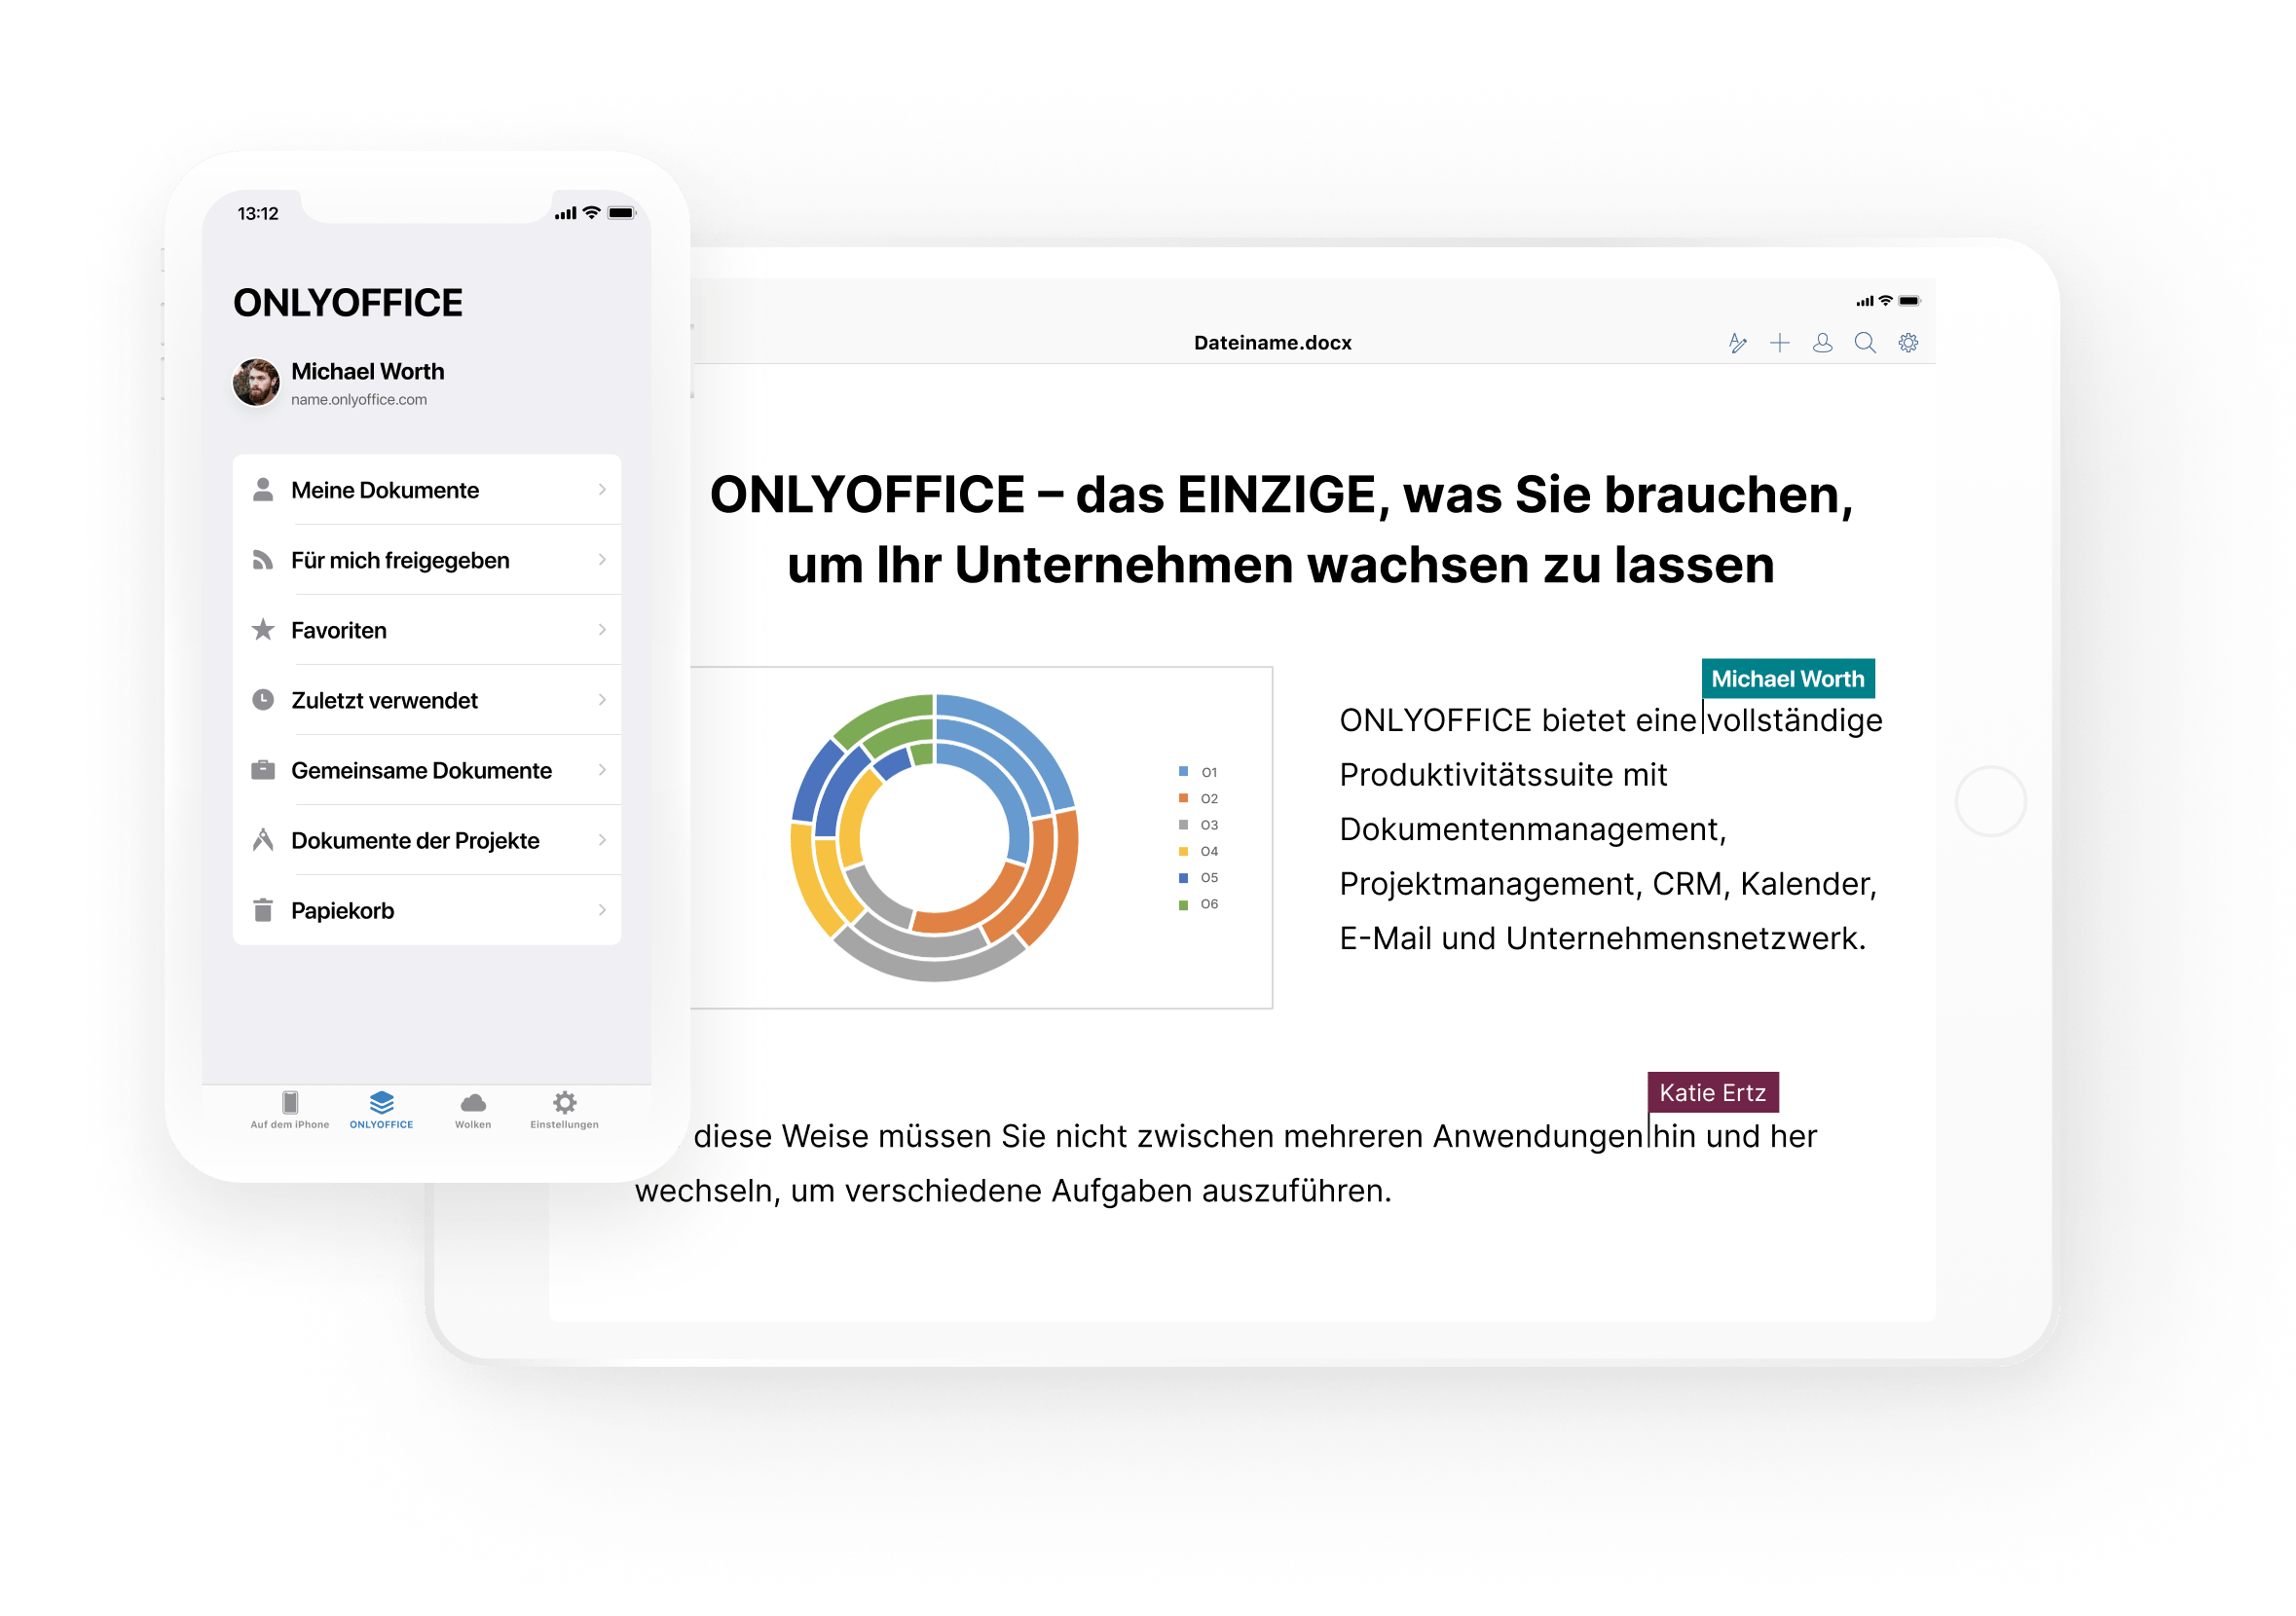 13:12
ONLYOFFICE
Michael Worth
name.onlyoffice.com
Meine Dokumente
Für mich freigegeben
Favoriten
Zuletzt verwendet
Gemeinsame Dokumente
Dokumente der Projekte
Papiekorb
Auf dem iPhone
ONLYOFFICE
Wolken
Einstellungen
Dateiname.docx
ONLYOFFICE – das EINZIGE, was Sie brauchen,
um Ihr Unternehmen wachsen zu lassen
01
02
03
04
05
06
Michael Worth
ONLYOFFICE bietet eine vollständige
Produktivitätssuite mit
Dokumentenmanagement,
Projektmanagement, CRM, Kalender,
E-Mail und Unternehmensnetzwerk.
Katie Ertz
diese Weise müssen Sie nicht zwischen mehreren Anwendungen hin und her
wechseln, um verschiedene Aufgaben auszuführen.